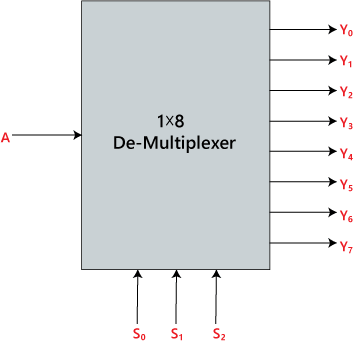 Y₀
Y₁
1×8
De-Multiplexer
Y₂
Y₃
A
Y₄
Y₅
Y₆
Y₇
S₀ S₁ S₂